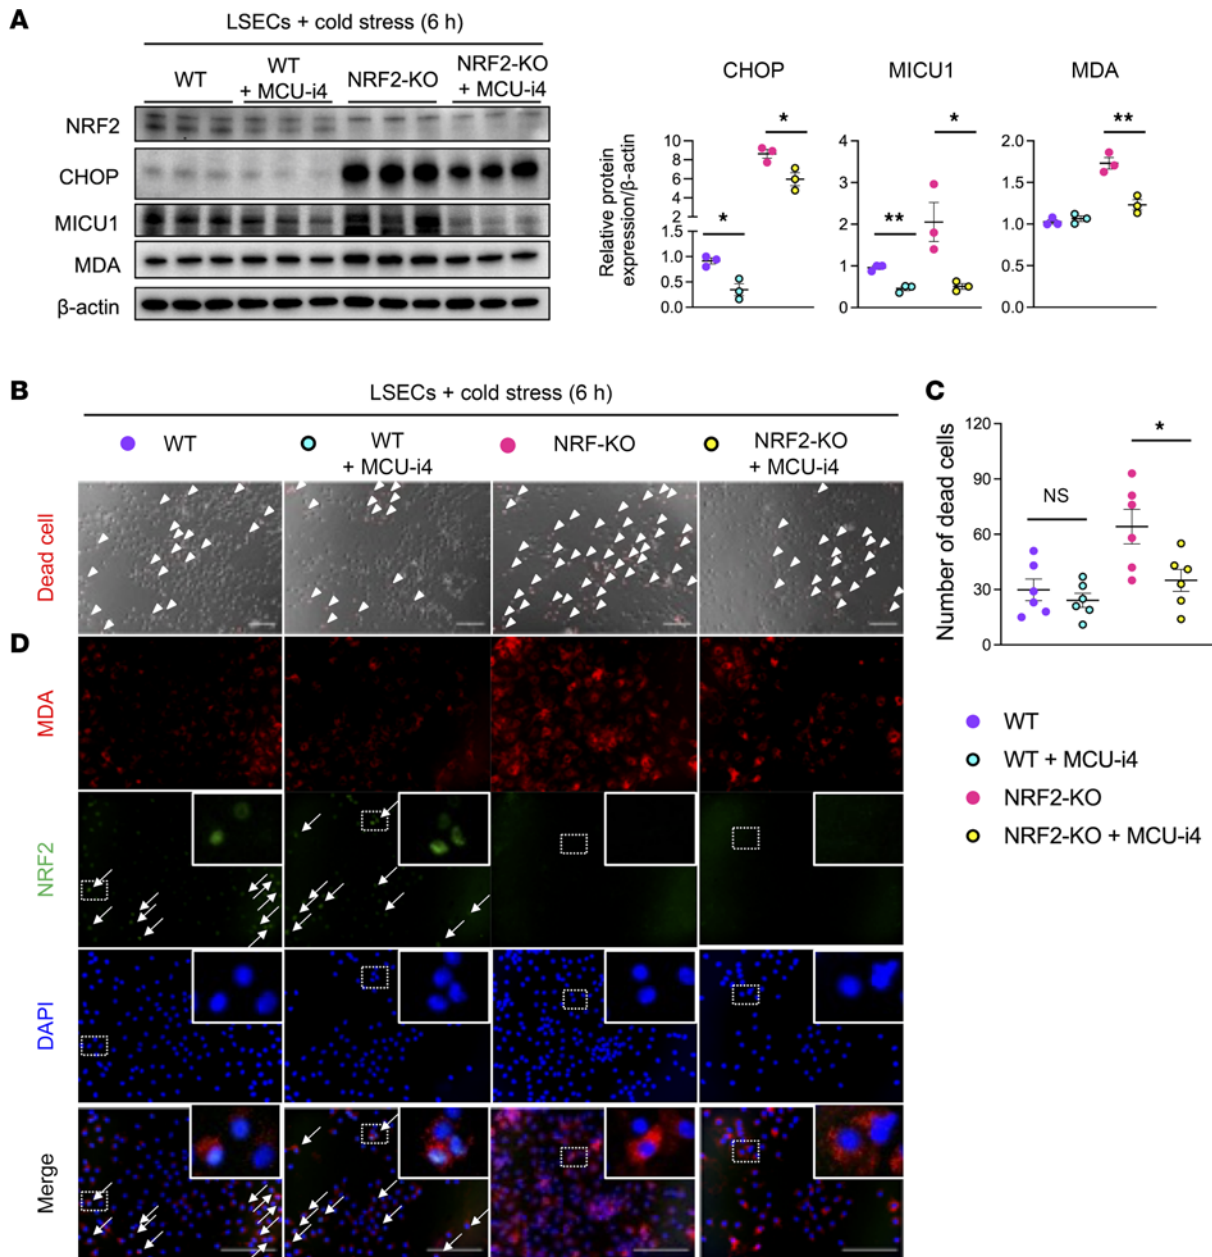 A
LSECs + cold stress (6 h)
WT
WT
+ MCU-i4
NRF2-KO
NRF2-KO
+ MCU-i4
NRF2
CHOP
MICU1
MDA
β-actin
CHOP
MICU1
MDA
Relative protein
expression/β-actin
10
8
6
4
2
1.0
0.5
0.0
*
*
4
3
2
1
0
**
*
2.0
1.5
1.0
0.5
0.0
**
B
LSECs + cold stress (6 h)
WT
WT
+ MCU-i4
NRF-KO
NRF2-KO
+ MCU-i4
Dead cell
C
Number of dead cells
120
90
60
30
0
NS
*
WT
WT + MCU-i4
NRF2-KO
NRF2-KO + MCU-i4
D
MDA
NRF2
DAPI
Merge